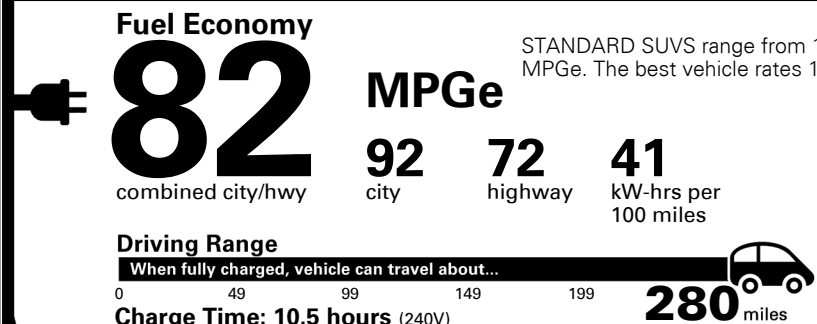 Fuel Economy
82
MPGe
STANDARD SUVS range from
MPGe. The best vehicle rates
combined city/hwy
92
city
72
highway
41
kW-hrs per
100 miles
Driving Range
When fully charged, vehicle can travel about...
0 49 99 149 199 280 miles
Charge Time: 10.5 hours (240V)